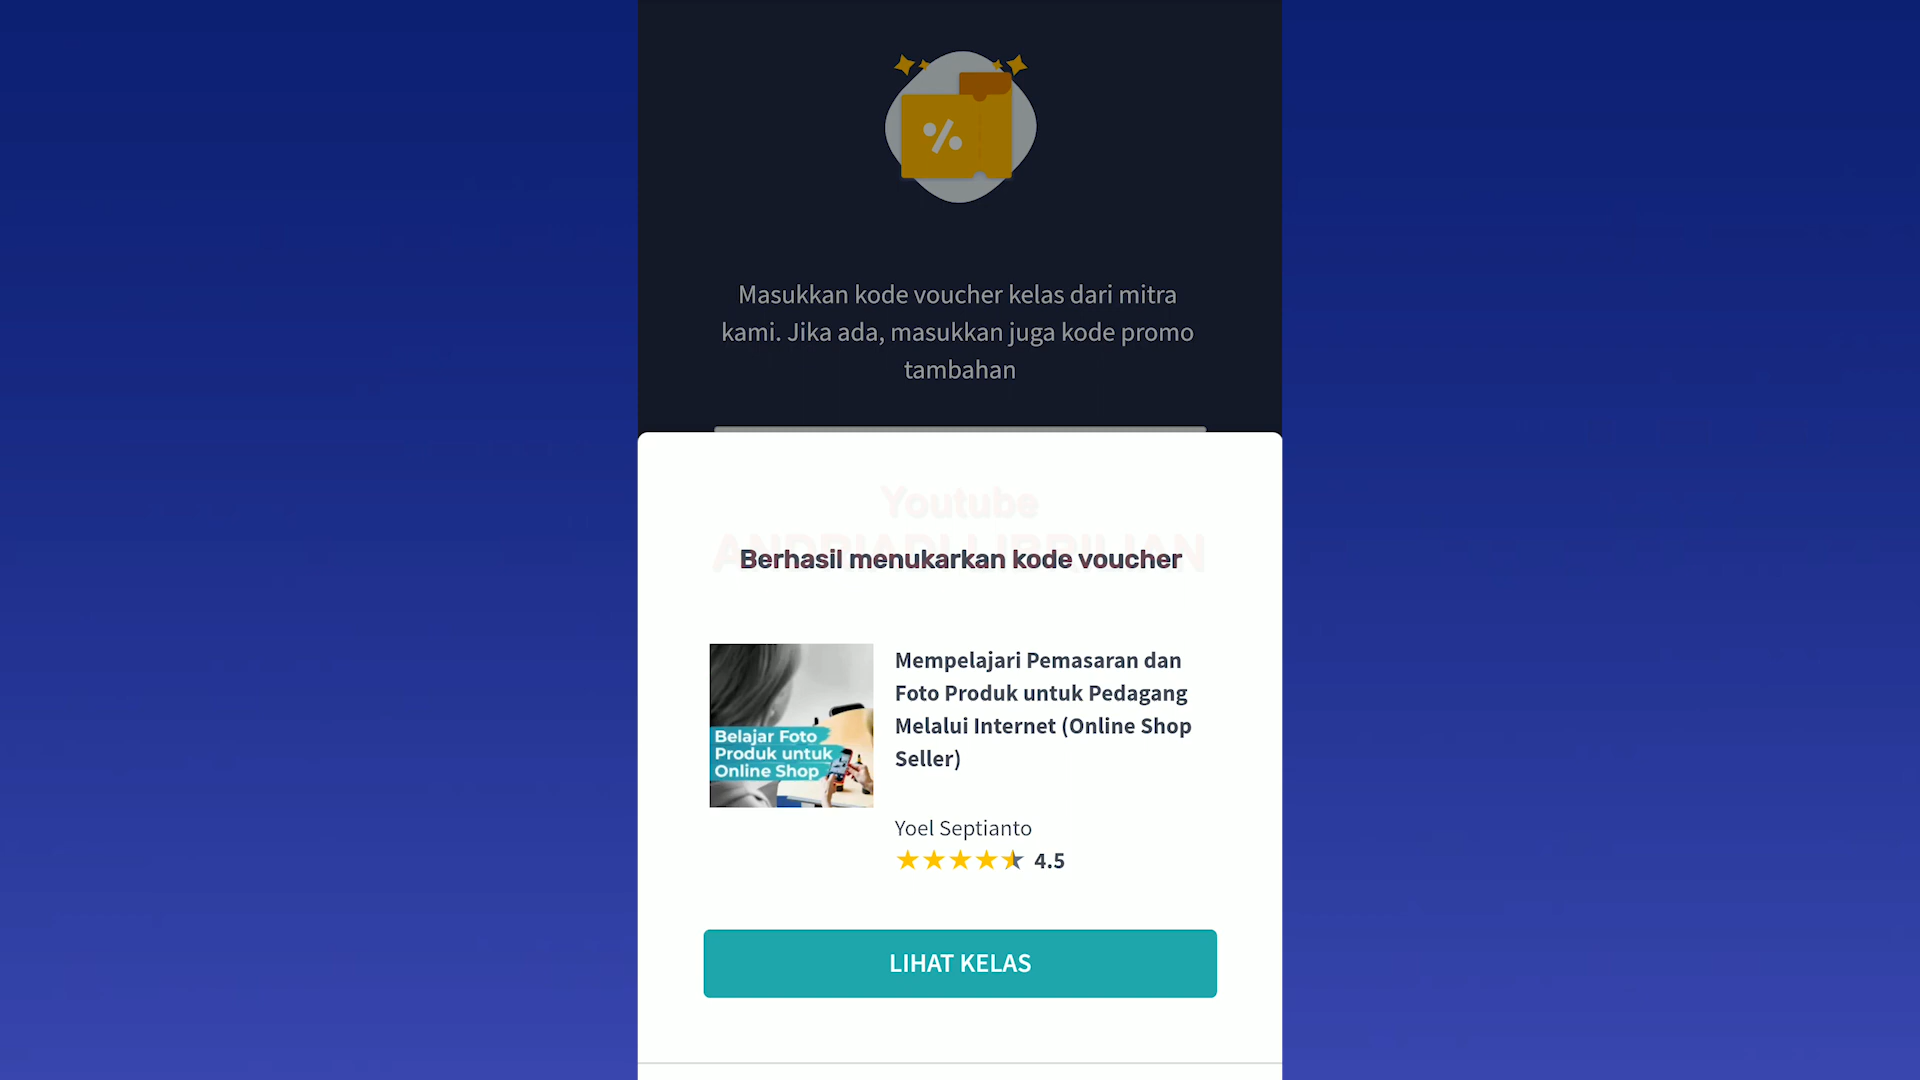 %
Masukkan kode voucher kelas dari mitra
kami. Jika ada, masukkan juga kode promo
tambahan
Youtube
ANDRIADI LIBRILIAN
Berhasil menukarkan kode voucher
Belajar Foto
Produk untuk
Online Shop
Mempelajari Pemasaran dan
Foto Produk untuk Pedagang
Melalui Internet (Online Shop
Seller)
Yoel Septianto
4.5
LIHAT KELAS